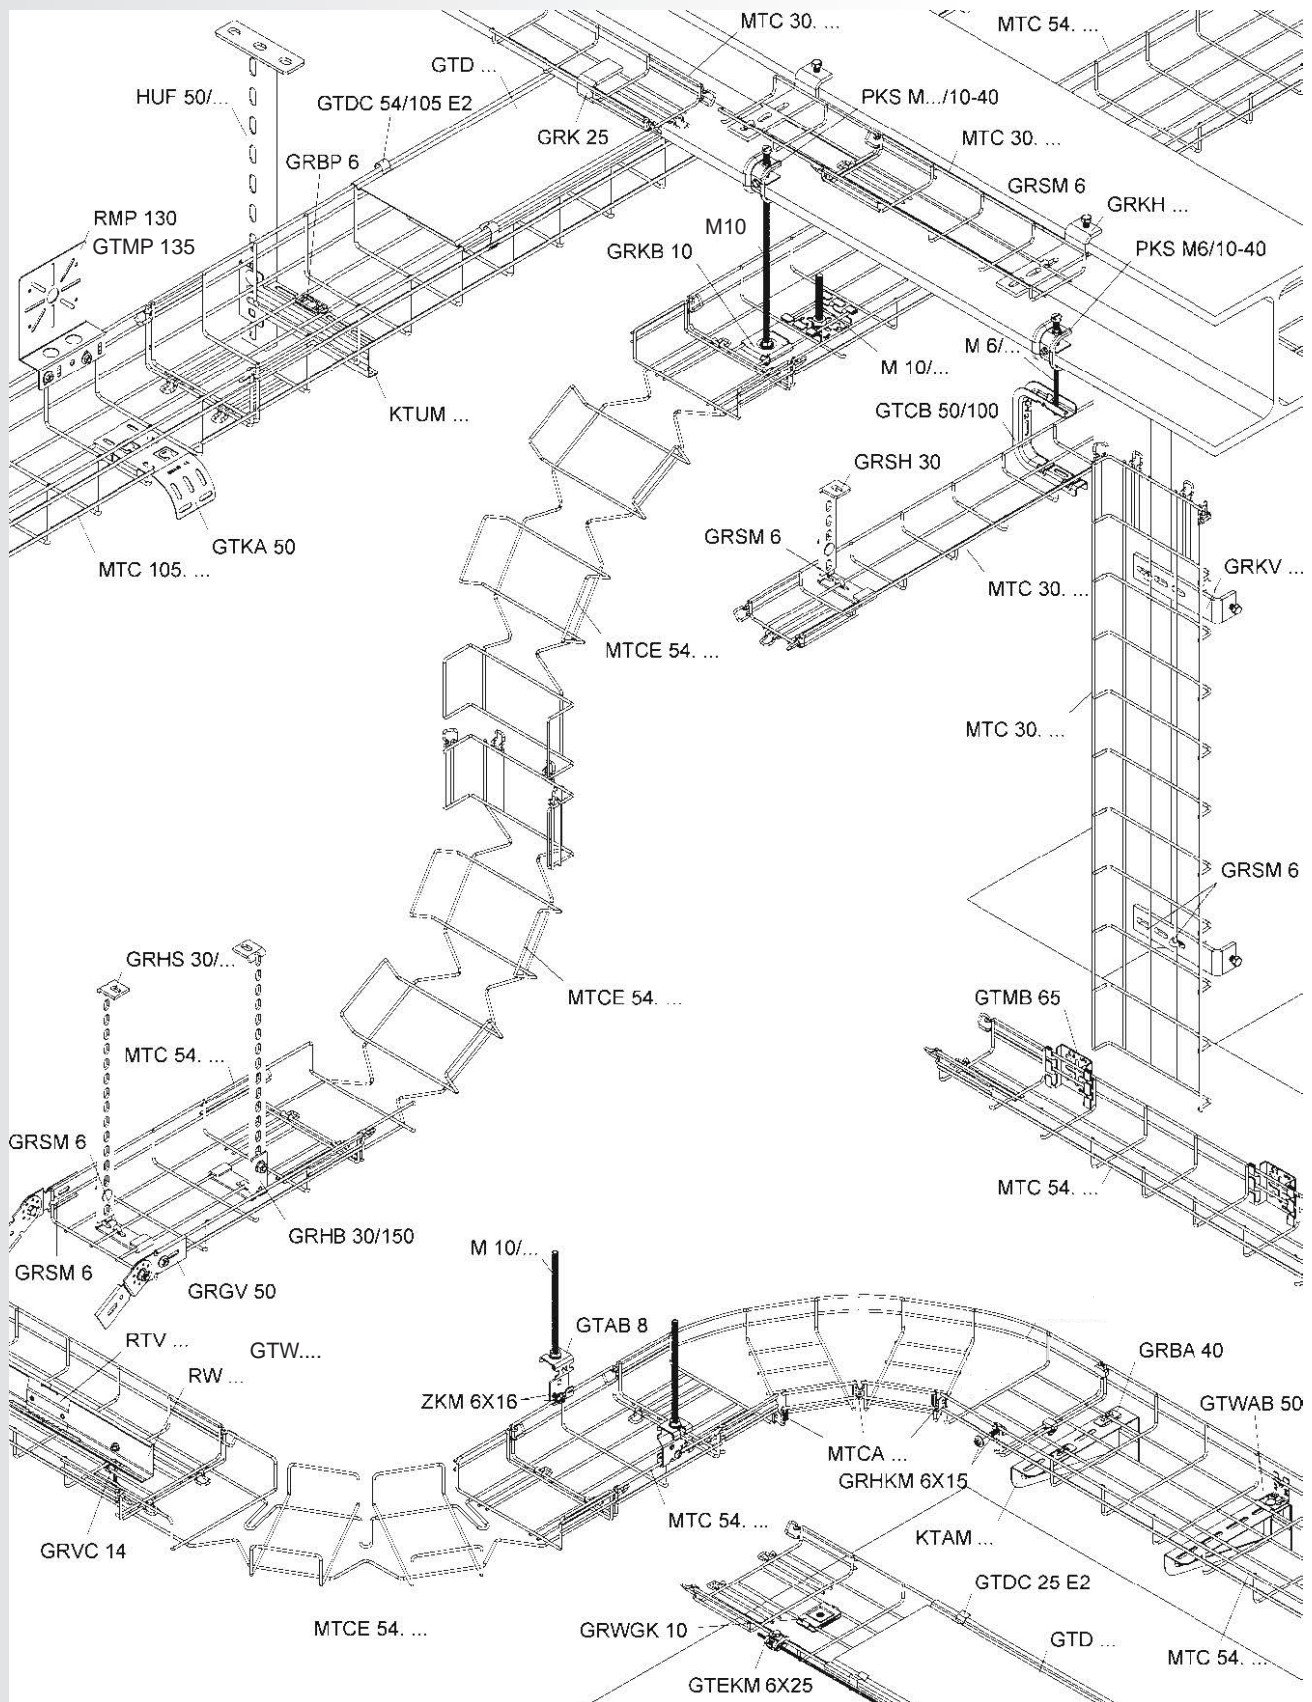 MTC 30. ...
MTC 54. ...
GTD ...
HUF 50/...
GTDC 54/105 E2
PKS M.../10-40
GRK 25
MTC 30. ...
GRBP 6
GRSM 6
GRKH ...
RMP 130
GTMP 135
M10
GRKB 10
PKS M6/10-40
M 6/...
M 10/...
KTUM ...
GTCB 50/100
GRSH 30
GTKA 50
GRSM 6
MTC 105. ...
GRKV ...
MTC 30. ...
MTCE 54. ...
MTC 30. ...
GRSM 6
GRHS 30/...
MTCE 54. ...
GTMB 65
MTC 54. ...
GRSM 6
MTC 54. ...
GRHB 30/150
M 10/...
GRSM 6
GRGV 50
GTAB 8
RTV ...
GTW....
GRBA 40
RW ...
ZKM 6X16
GTWAB 50
MTCA ...
GRHKM 6X15
MTC 54. ...
KTAM ...
GRVC 14
GTDC 25 E2
MTCE 54. ...
GRWGK 10
GTD ...
MTC 54. ...
GTEKM 6X25